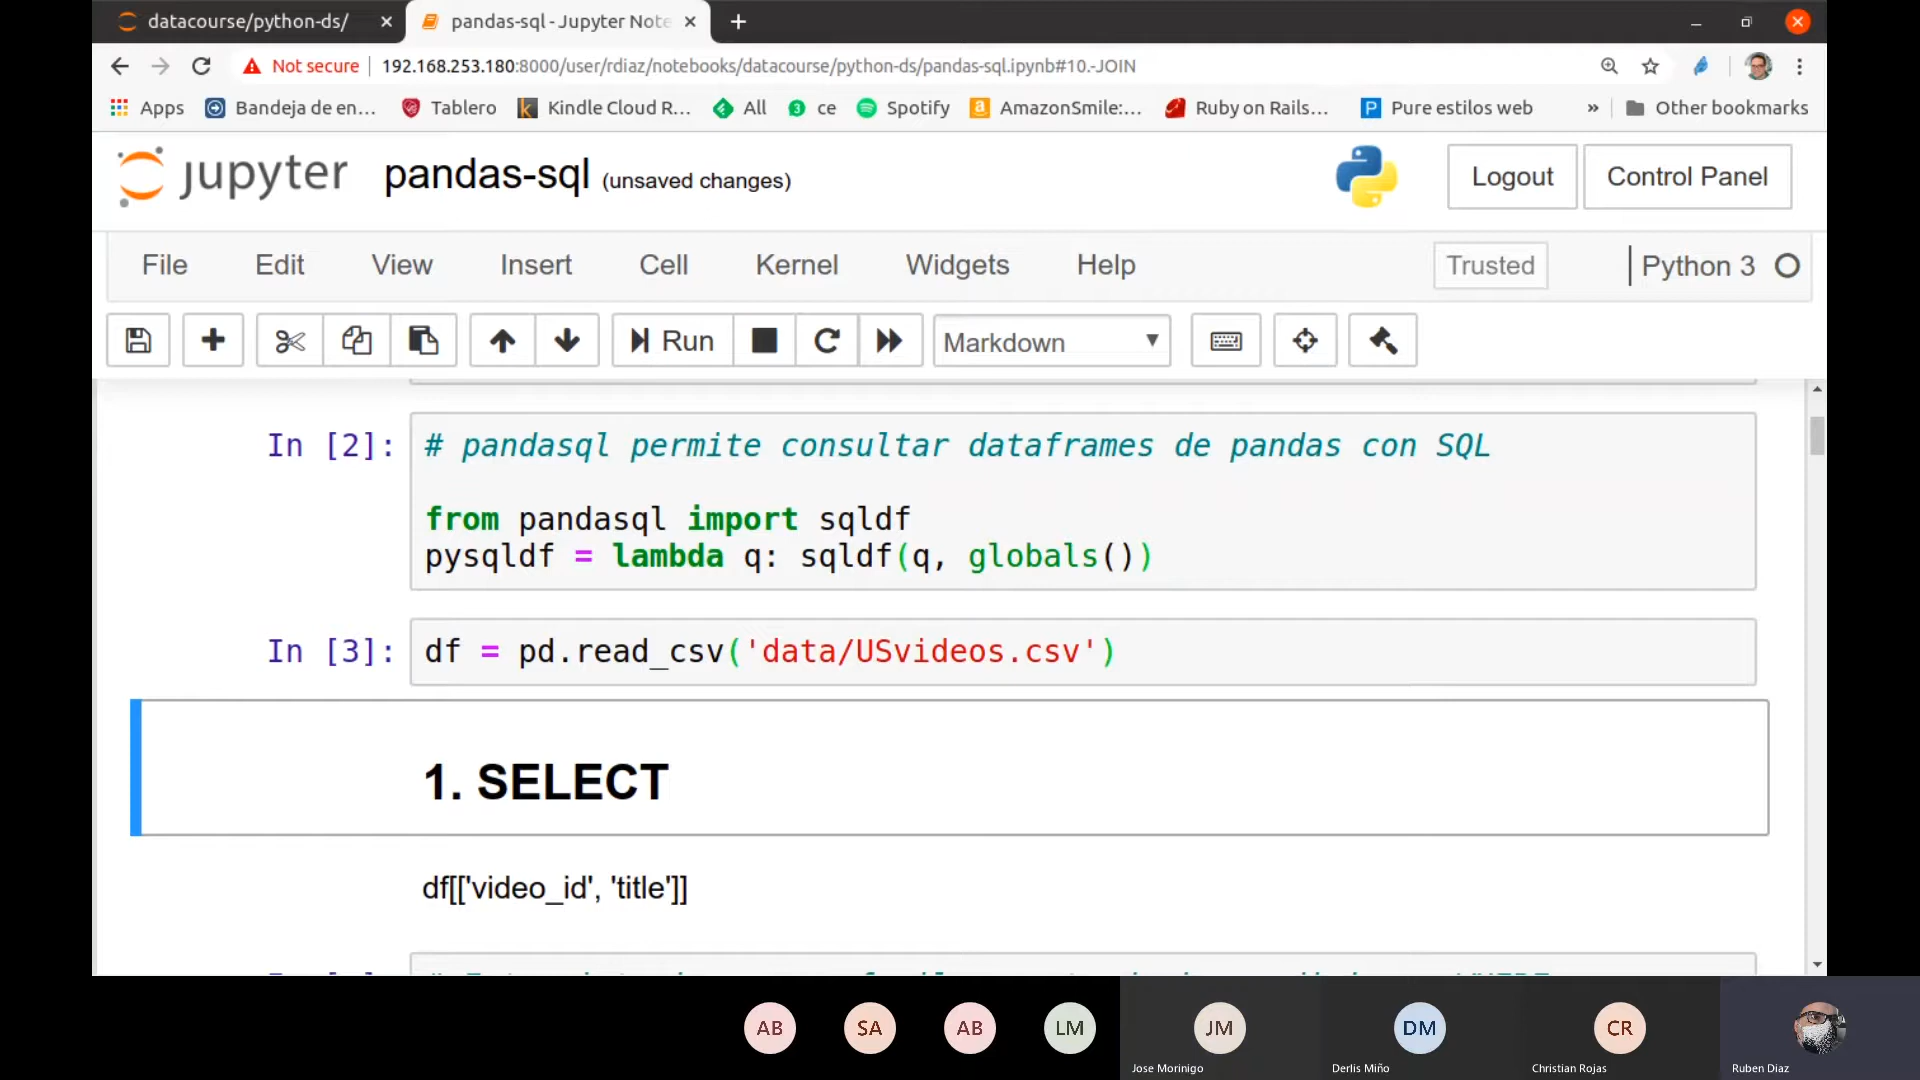 datacourse/python-ds/
pandas-sql - Jupyter Note
Not secure
192.168.253.180:8000/user/rdiaz/notebooks/datacourse/python-ds/pandas-sql.ipynb#10.-JOIN
Apps
Bandeja de en...
Tablero
Kindle Cloud R...
All
3
ce
Spotify
AmazonSmile:...
Ruby on Rails...
Pure estilos web
»
Other bookmarks
jupyter
pandas-sql (unsaved changes)
Logout
Control Panel
File
Edit
View
Insert
Cell
Kernel
Widgets
Help
Trusted
Python 3
Run
Markdown
In [2]:
# pandasql permite consultar dataframes de pandas con SQL
from pandasql import sqldf
pysqldf = lambda q: sqldf(q, globals())
In [3]:
df = pd.read_csv('data/USvideos.csv')
1. SELECT
df[['video_id', 'title']]
AB
SA
AB
LM
JM
Jose Morinigo
DM
Derlis Miño
CR
Christian Rojas
Ruben Diaz